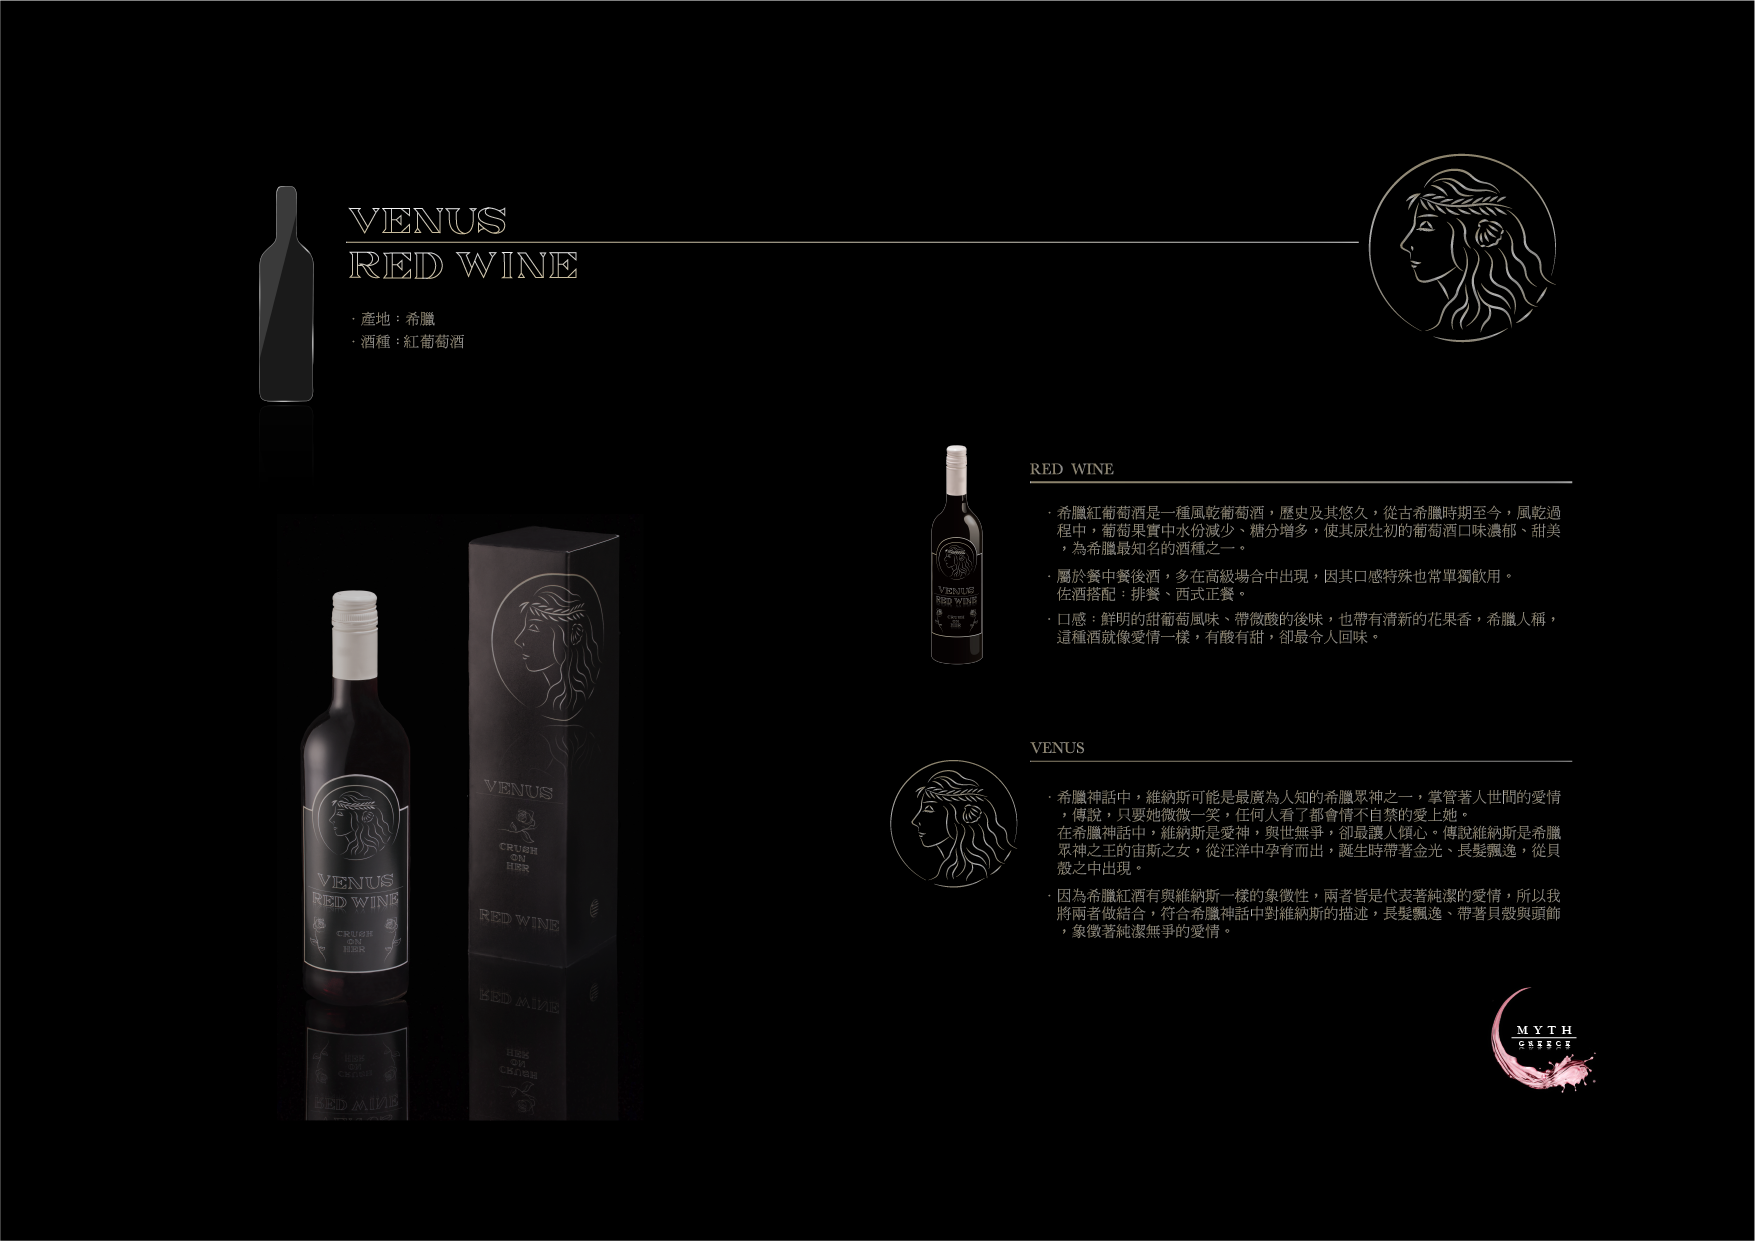 VENUS
RED WINE
· 產地：希臘
· 酒種：紅葡萄酒
VENUS
RED WINE
CRUSH
ON
HER
VENUS
CRUSH
ON
HER
RED WINE
VENUS
RED WINE
RED WINE
· 希臘紅葡萄酒是一種風乾葡萄酒，歷史及其悠久，從古希臘時期至今，風乾過
程中，葡萄果實中水份減少、糖分增多，使其尿灶初的葡萄酒口味濃郁、甜美
，為希臘最知名的酒種之一。
· 屬於餐中餐後酒，多在高級場合中出現，因其口感特殊也常單獨飲用。
佐酒搭配：排餐、西式正餐。
· 口感：鮮明的甜葡萄風味、帶微酸的後味，也帶有清新的花果香，希臘人稱，
這種酒就像愛情一樣，有酸有甜，卻最令人回味。
VENUS
· 希臘神話中，維納斯可能是最廣為人知的希臘眾神之一，掌管著人世間的愛情
，傳說，只要她微微一笑，任何人看了都會情不自禁的愛上她。
在希臘神話中，維納斯是愛神，與世無爭，卻最讓人傾心。傳說維納斯是希臘
眾神之王的宙斯之女，從汪洋中孕育而出，誕生時帶著金光、長髮飄逸，從貝
殼之中出現。
· 因為希臘紅酒有與維納斯一樣的象徵性，兩者皆是代表著純潔的愛情，所以我
將兩者做結合，符合希臘神話中對維納斯的描述，長髮飄逸、帶著貝殼與頭飾
，象徵著純潔無爭的愛情。
MYTH
GREECE